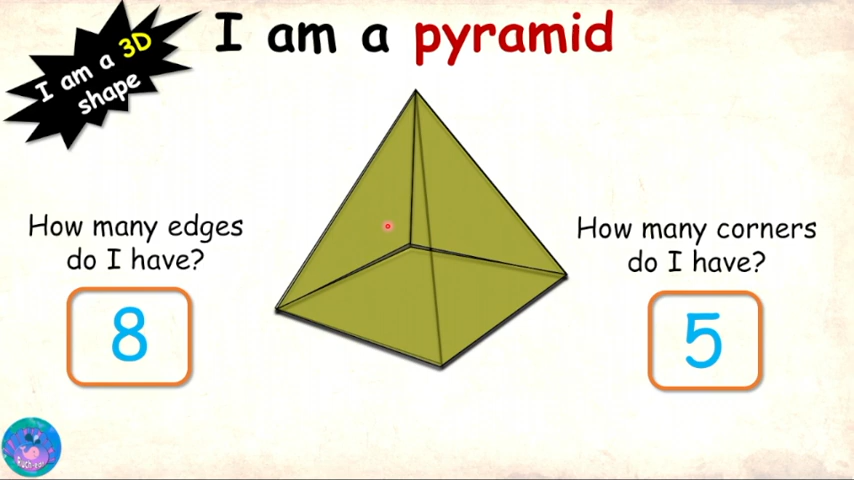 I am a 3D
shape
I am a pyramid
How many edges
do I have?
8
How many corners
do I have?
5